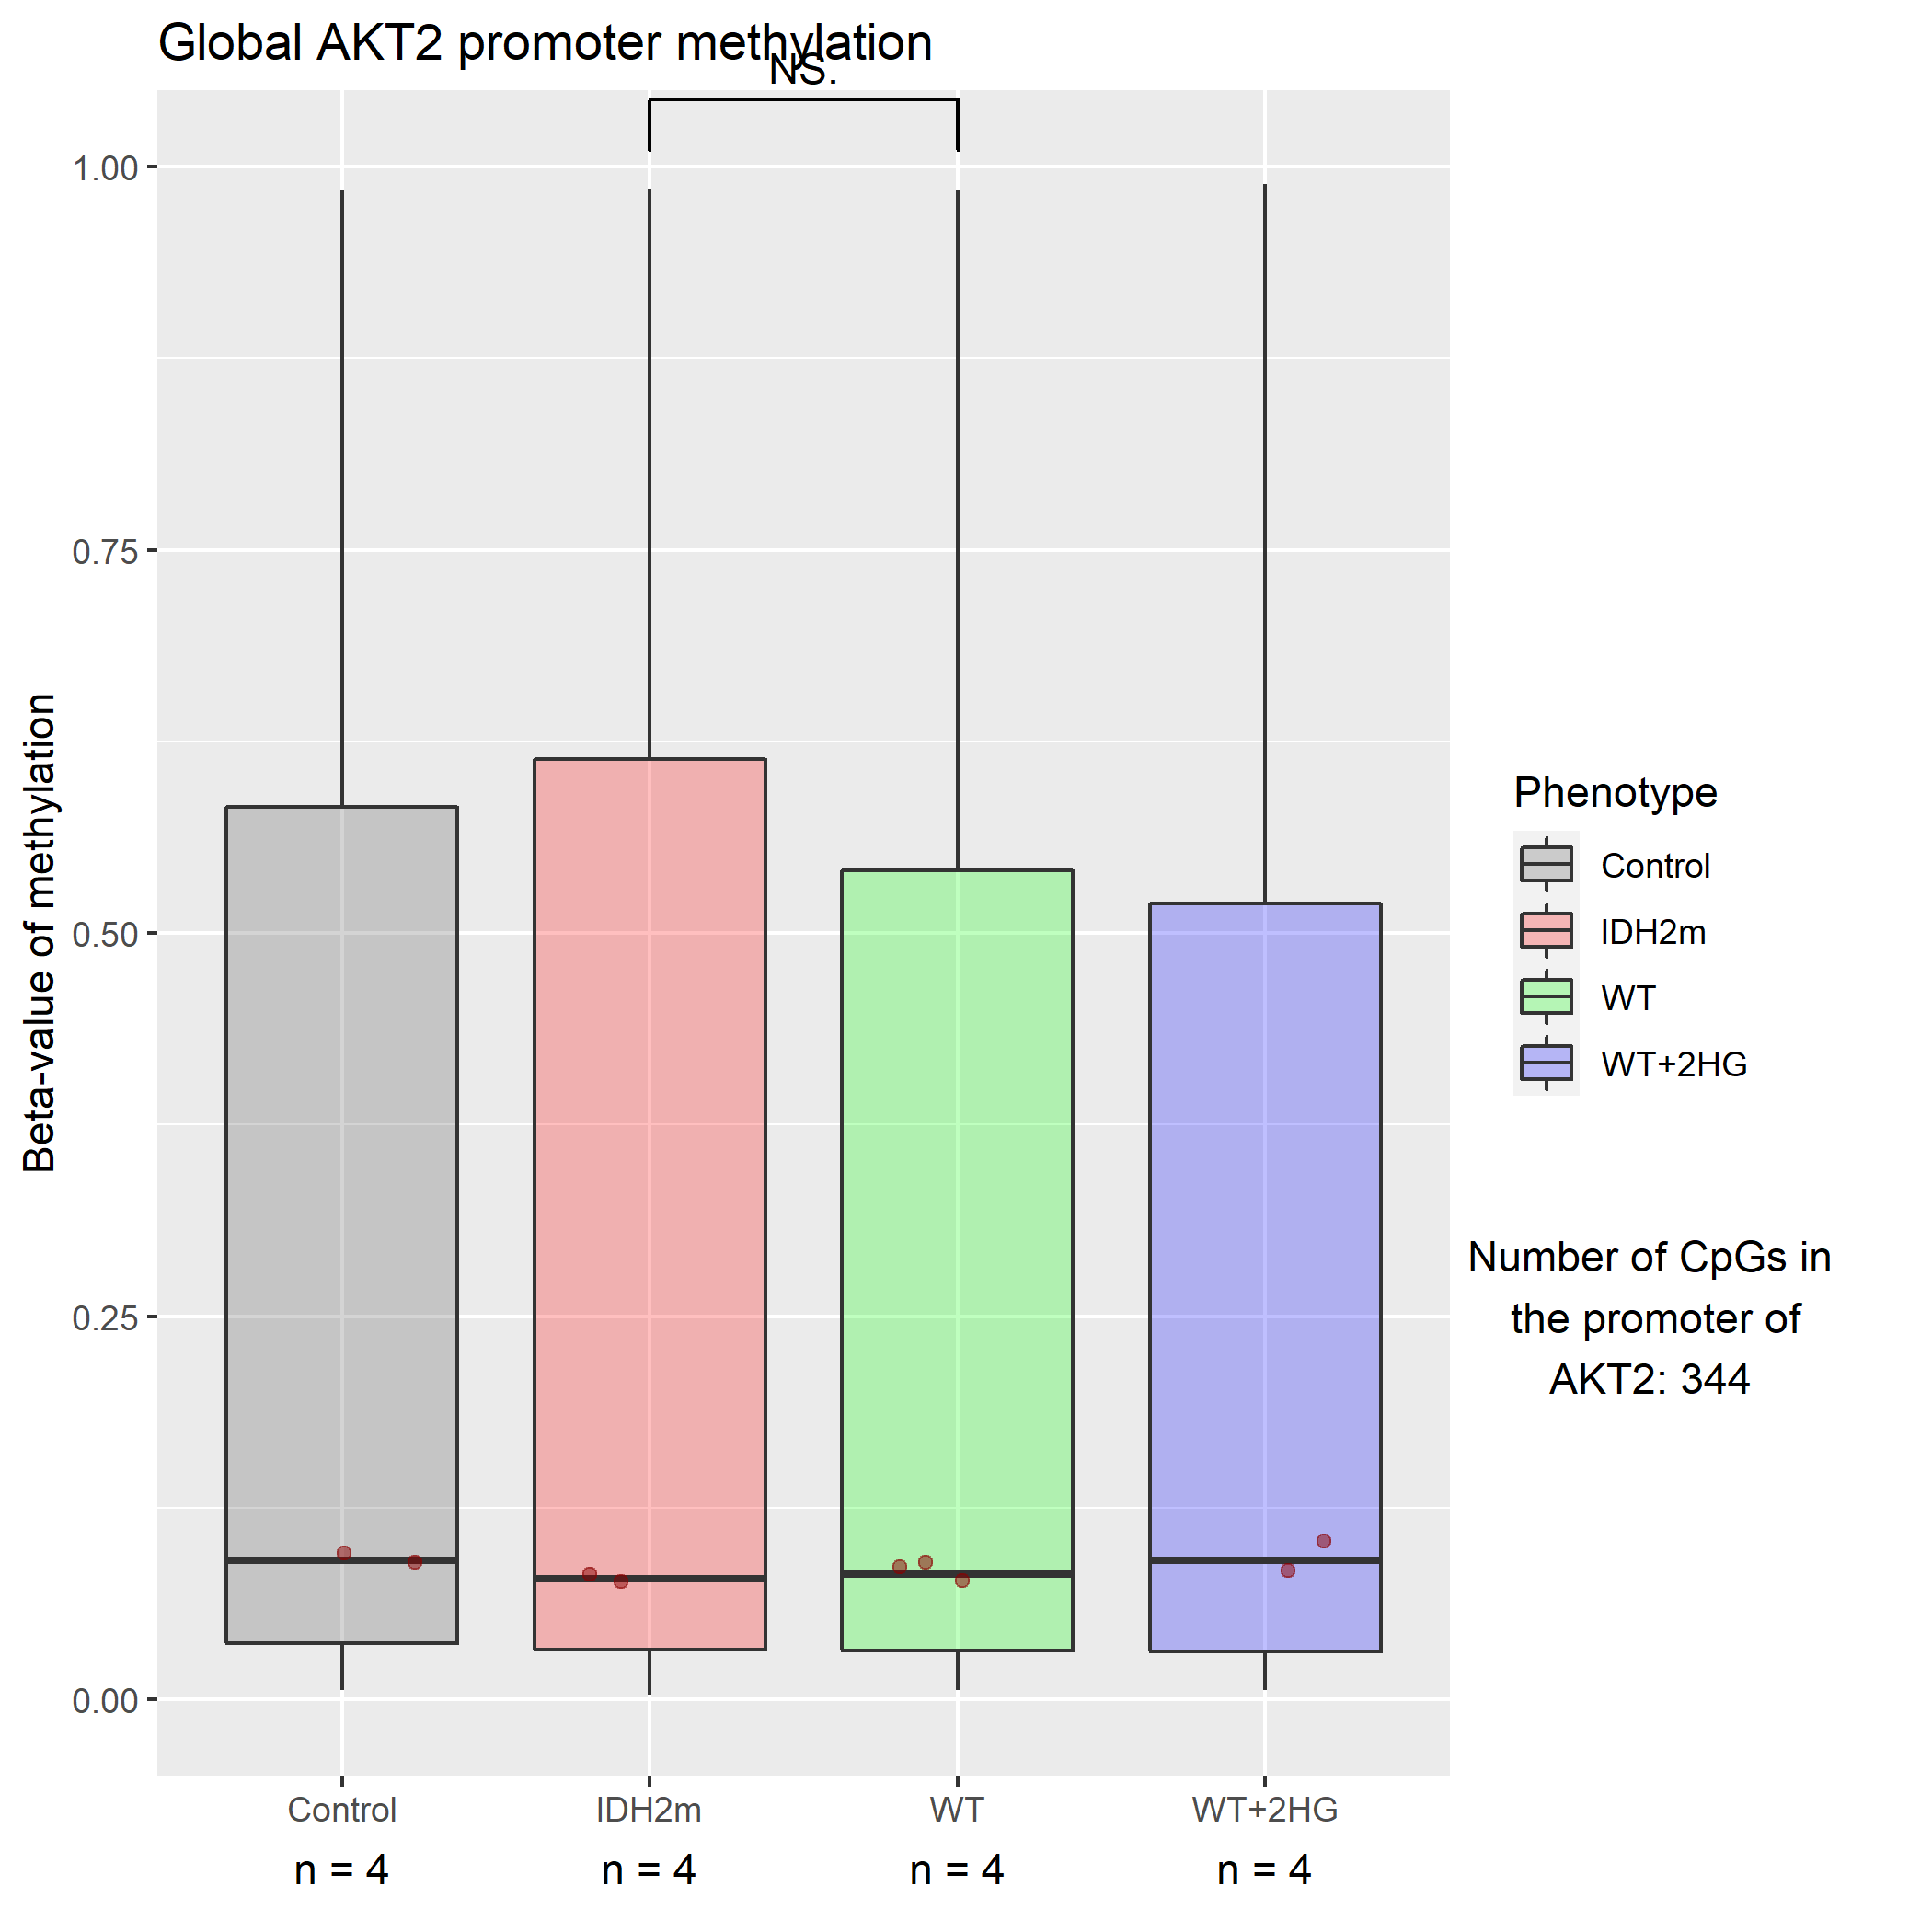 Global AKT2 promoter methylation
NS.
1.00
0.75
0.50
0.25
0.00
Beta-value of methylation
Control
IDH2m
WT
WT+2HG
n = 4
n = 4
n = 4
n = 4
Phenotype
Control
IDH2m
WT
WT+2HG
Number of CpGs in
the promoter of
AKT2: 344